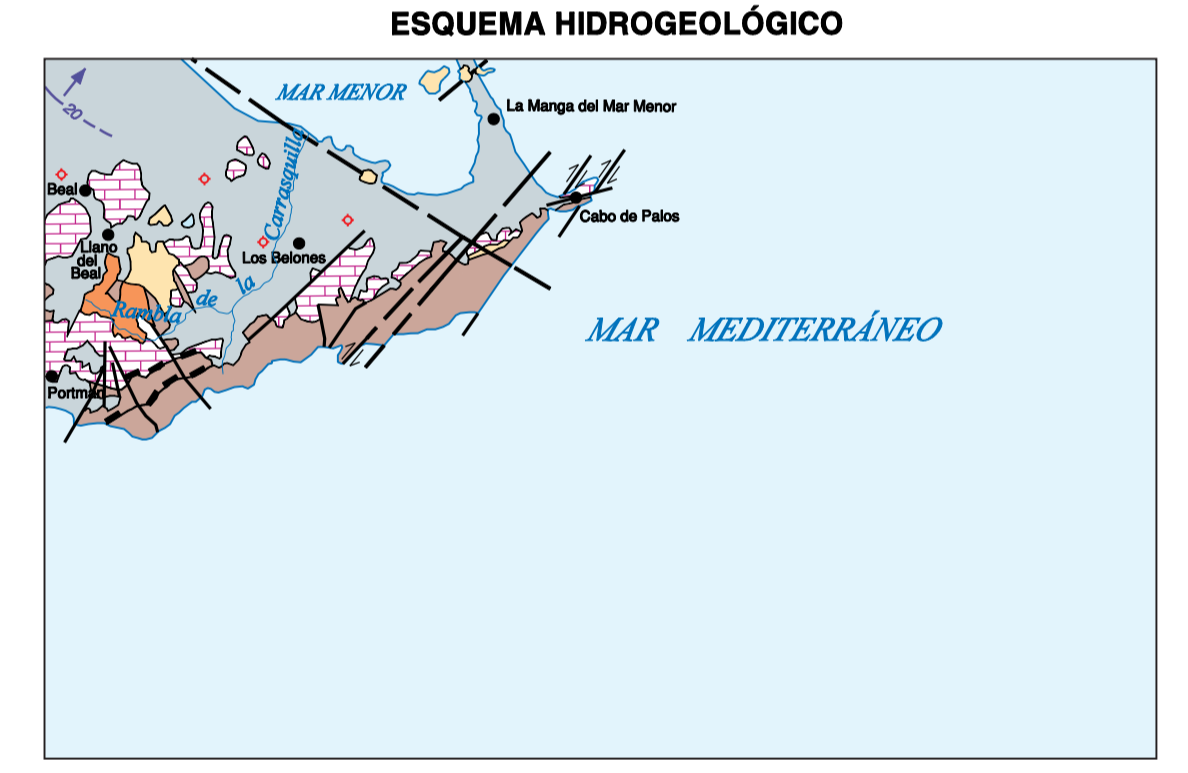 ESQUEMA HIDROGEOLÓGICO
MAR MENOR
La Manga del Mar Menor
20
Carrasquilla
Beal
Cabo de Palos
Llano
del
Beal
Los Belones
la
de
Rambla
MAR MEDITERRÁNEO
Portmán